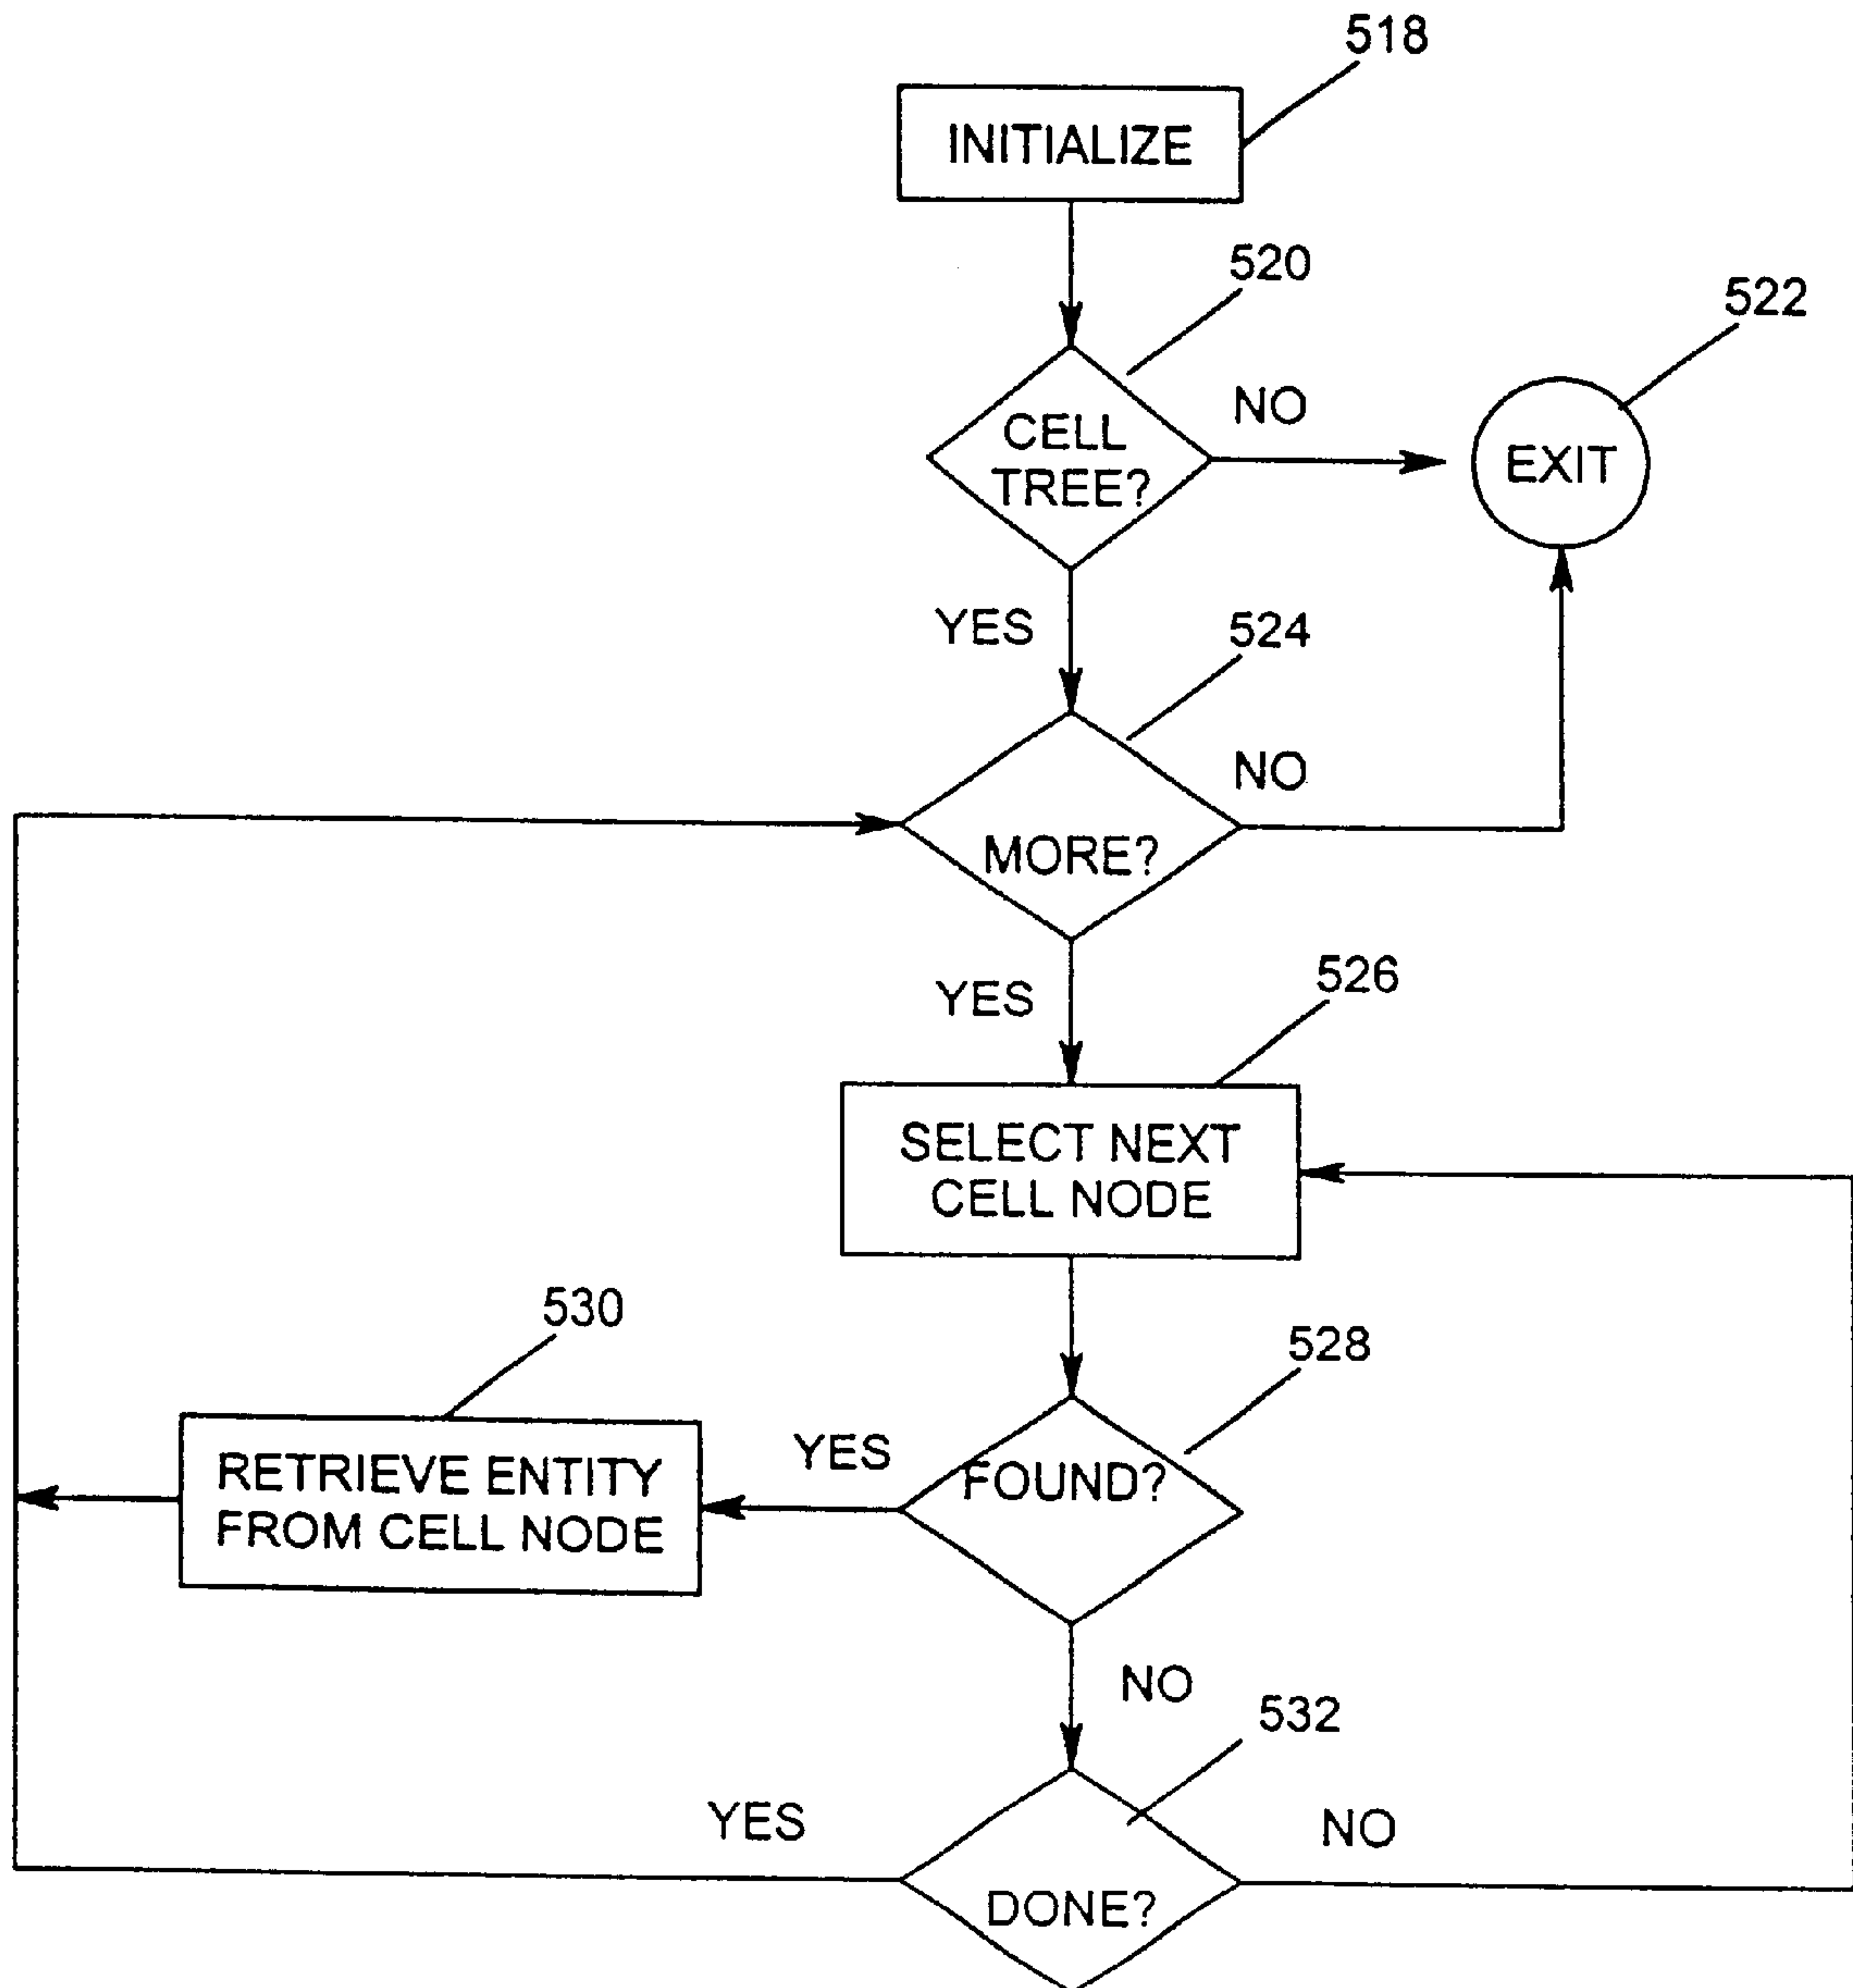 518
INITIALIZE
520
522
CELL
TREE?
NO
EXIT
YES
524
MORE?
NO
YES
526
SELECT NEXT
CELL NODE
530
528
RETRIEVE ENTITY
FROM CELL NODE
YES
FOUND?
NO
532
YES
NO
DONE?